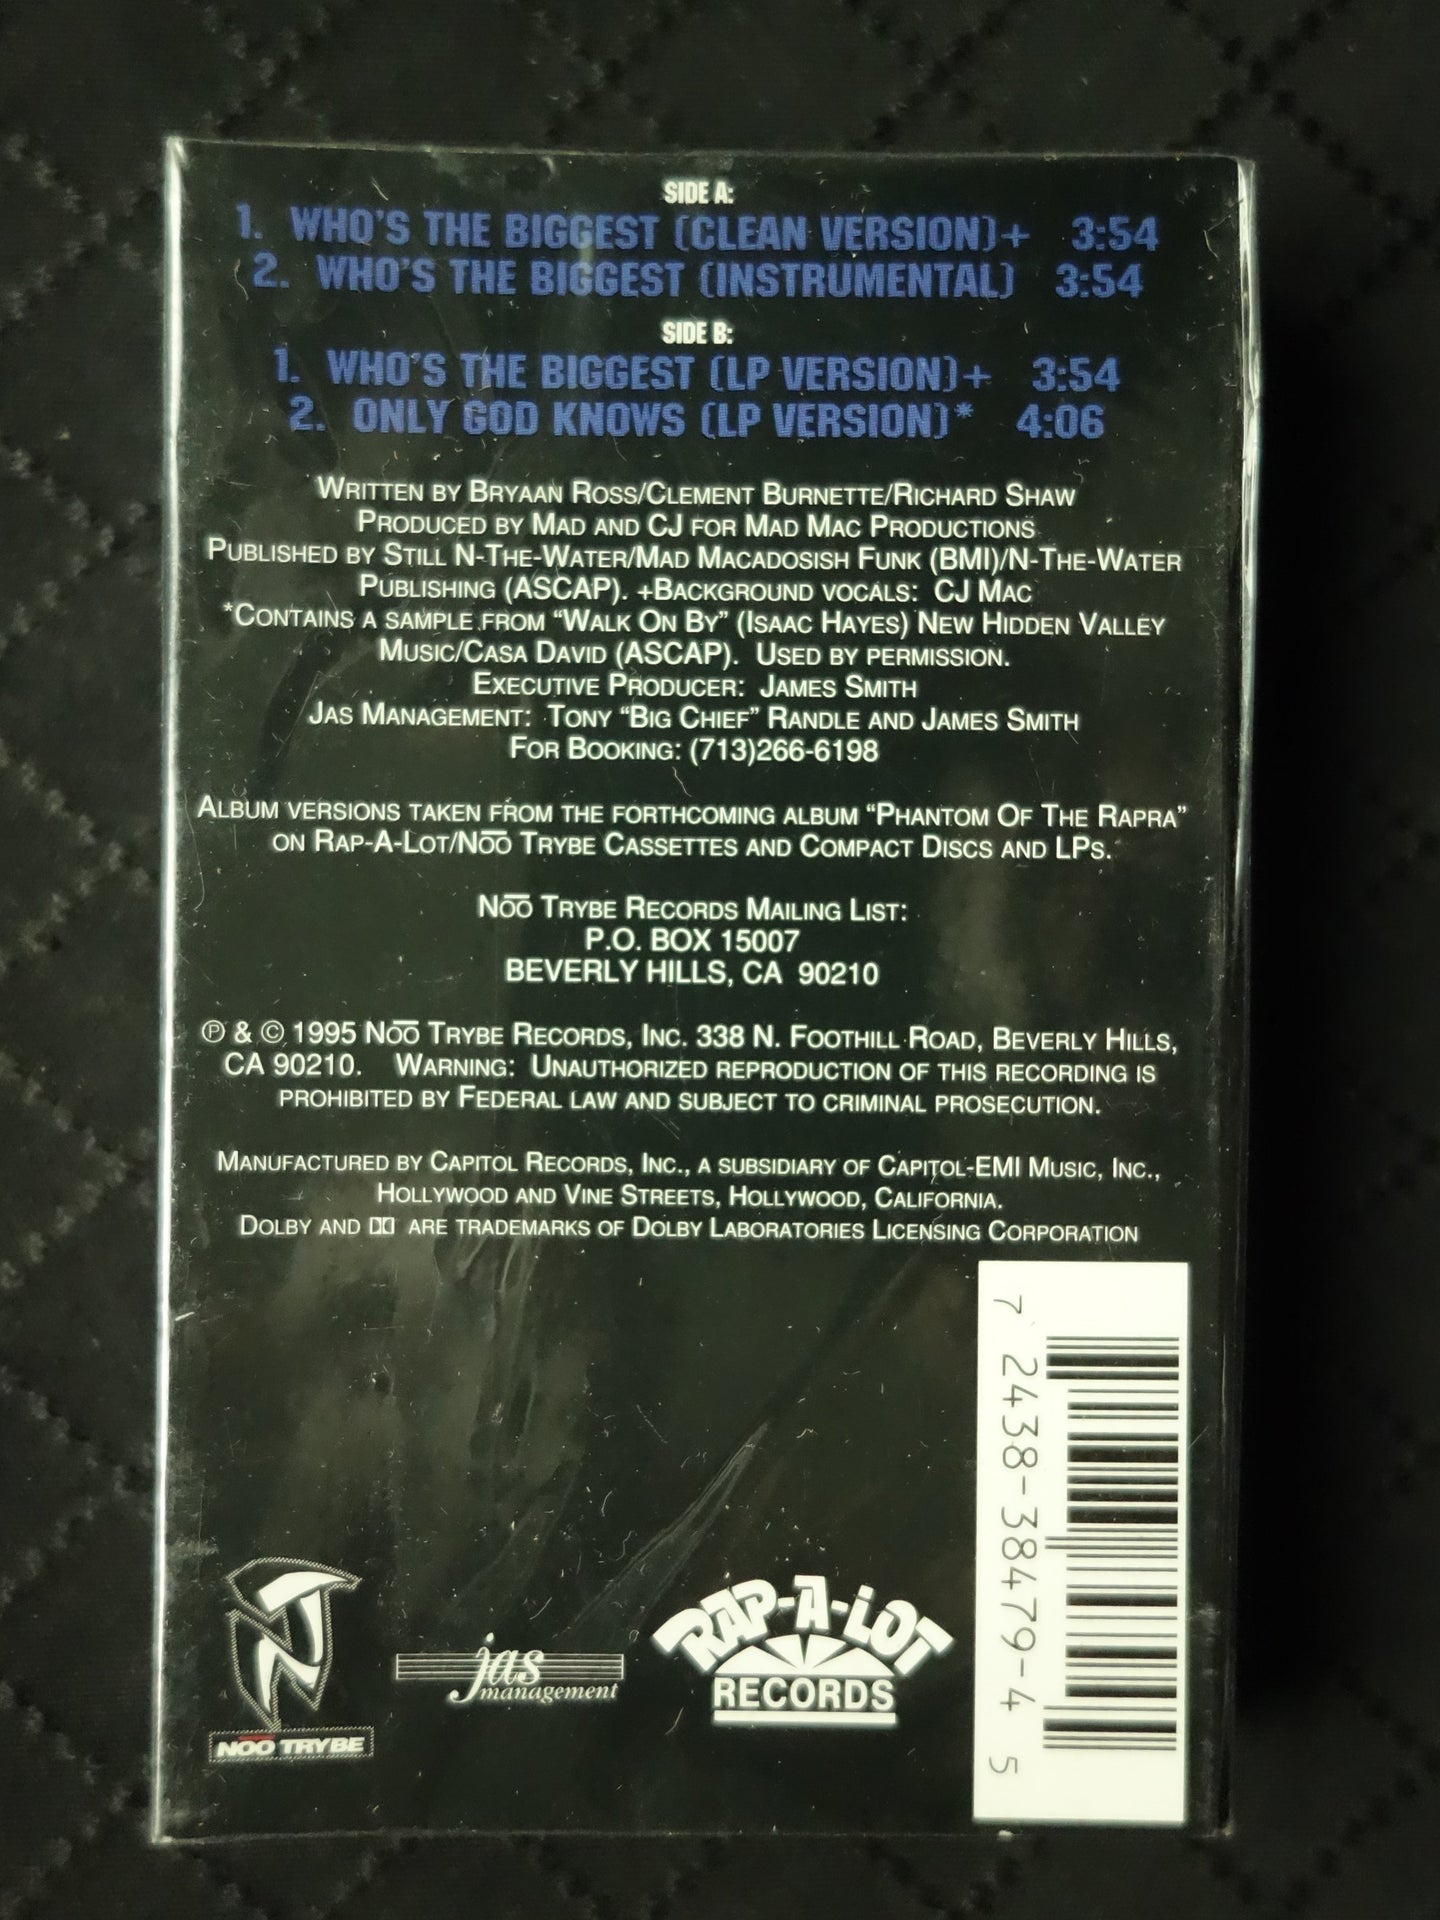 SIDE A:
1. WHO'S THE BIGGEST (CLEAN VERSION)+ 3:54
2. WHO'S THE BIGGEST (INSTRUMENTAL) 3:54
SIDE B:
1. WHO'S THE BIGGEST (LP VERSION)+ 3:54
2. ONLY GOD KNOWS (LP VERSION)* 4:06
WRITTEN BY BRYAAN ROSS/CLEMENT BURNETTE/RICHARD SHAW
PRODUCED BY MAD AND CJ FOR MAD MAC PRODUCTIONS
PUBLISHED BY STILL N-THE-WATER/MAD MACADOSISH FUNK (BMI)/N-THE-WATER
PUBLISHING (ASCAP). +BACKGROUND VOCALS: CJ MAC
*CONTAINS A SAMPLE FROM “WALK ON BY” (ISAAC HAYES) NEW HIDDEN VALLEY
MUSIC/CASA DAVID (ASCAP). USED BY PERMISSION.
EXECUTIVE PRODUCER: JAMES SMITH
JAS MANAGEMENT: TONY “BIG CHIEF” RANDLE AND JAMES SMITH
FOR BOOKING: (713)266-6198
ALBUM VERSIONS TAKEN FROM THE FORTHCOMING ALBUM “PHANTOM OF THE RAPRA”
ON RAP-A-LOT/NOO TRYBE CASSETTES AND COMPACT DISCS AND LPS.
NOO TRYBE RECORDS MAILING LIST:
P.O. BOX 15007
BEVERLY HILLS, CA 90210
℗ & © 1995 NOO TRYBE RECORDS, INC. 338 N. FOOTHILL ROAD, BEVERLY HILLS,
CA 90210. WARNING: UNAUTHORIZED REPRODUCTION OF THIS RECORDING IS
PROHIBITED BY FEDERAL LAW AND SUBJECT TO CRIMINAL PROSECUTION.
MANUFACTURED BY CAPITOL RECORDS, INC., A SUBSIDIARY OF CAPITOL-EMI MUSIC, INC.,
HOLLYWOOD AND VINE STREETS, HOLLYWOOD, CALIFORNIA.
DOLBY AND DD ARE TRADEMARKS OF DOLBY LABORATORIES LICENSING CORPORATION
7 2438-38479-4 5
NT
NOO TRYBE
jas
management
RAP-A-LOT
RECORDS